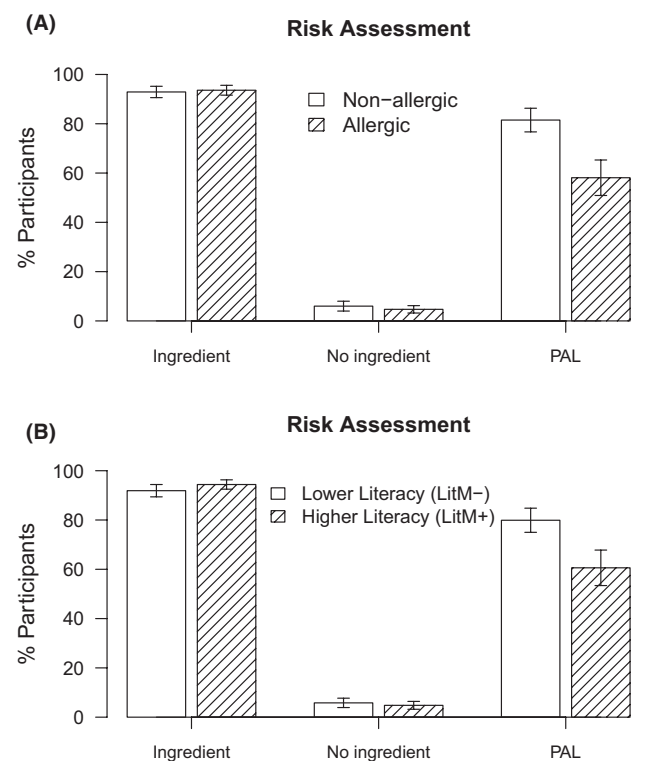 (A)
Risk Assessment
% Participants
100
80
60
40
20
0
Non−allergic
Allergic
Ingredient
No ingredient
PAL
(B)
Risk Assessment
% Participants
100
80
60
40
20
0
Lower Literacy (LitM−)
Higher Literacy (LitM+)
Ingredient
No ingredient
PAL